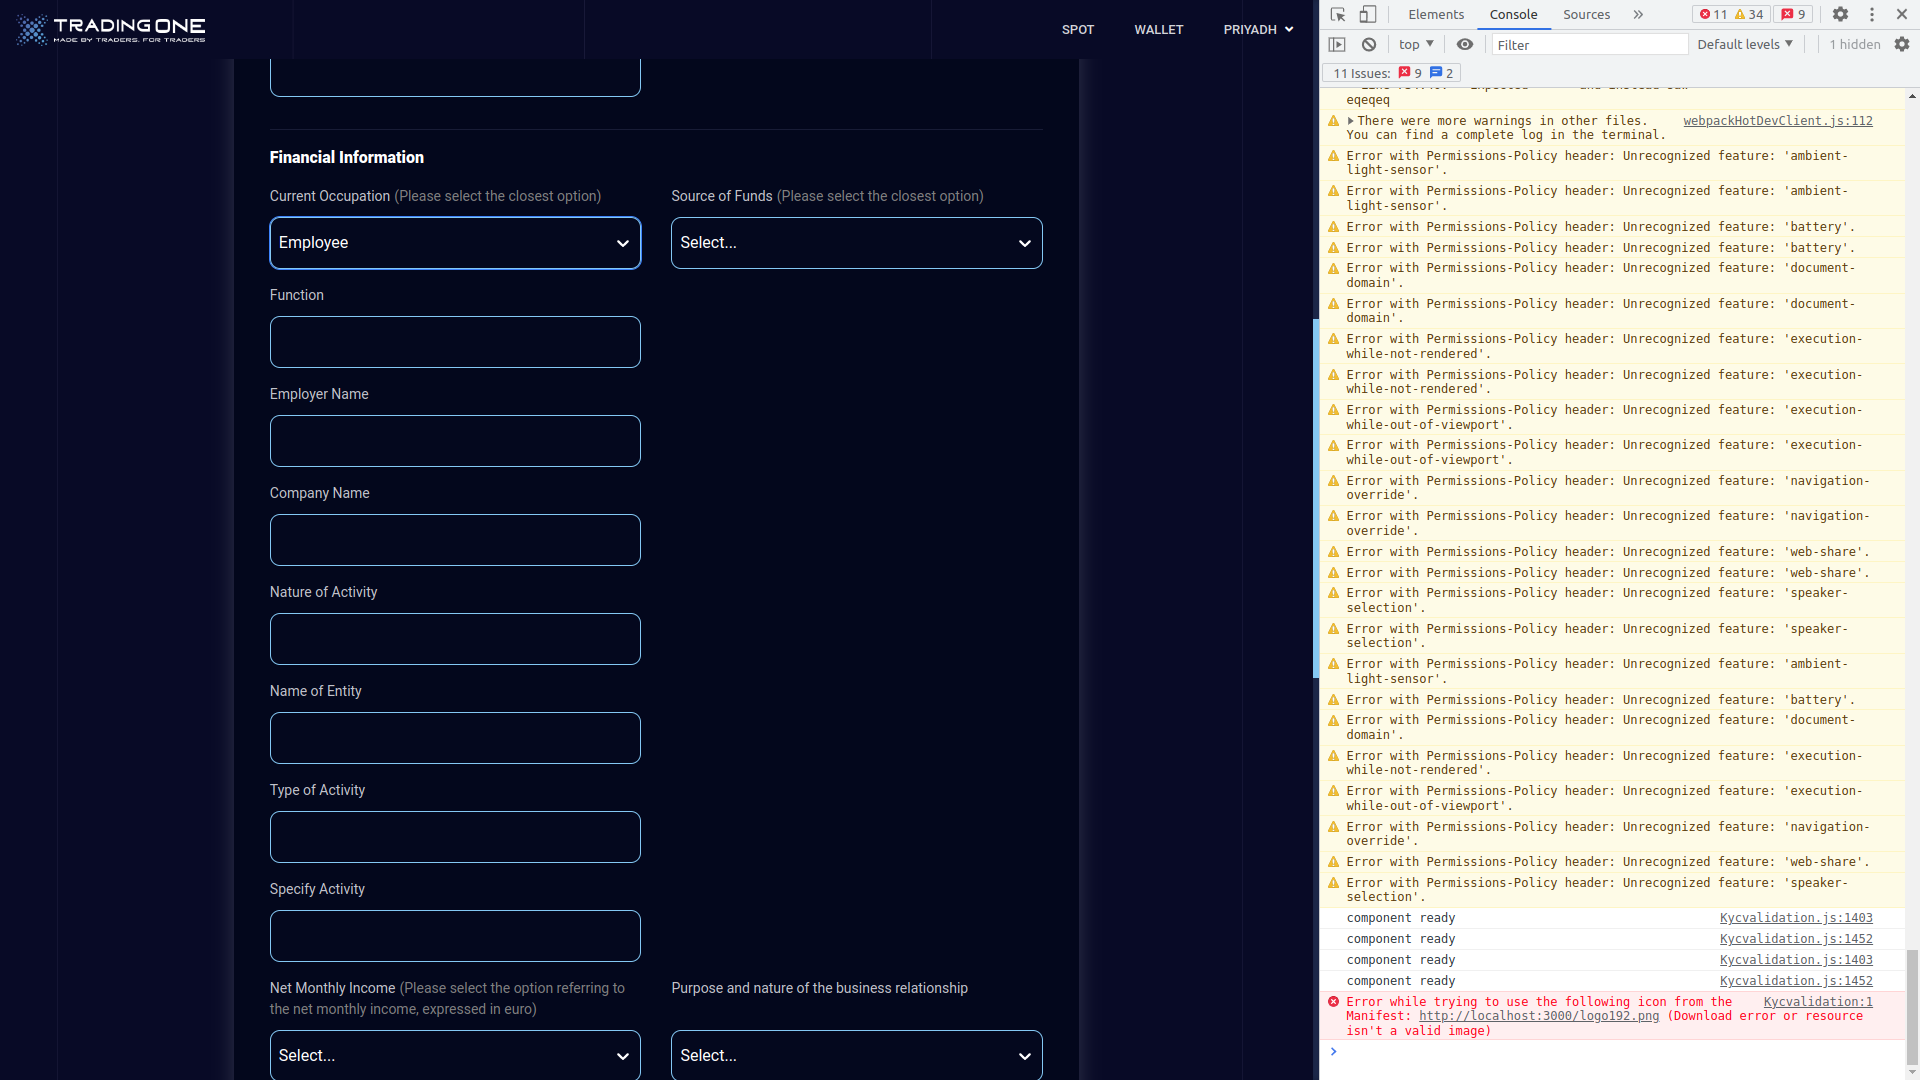 TRADING ONE
MADE BY TRADERS. FOR TRADERS
SPOT
WALLET
PRIYADH
Financial Information
Current Occupation (Please select the closest option)
Employee
Source of Funds (Please select the closest option)
Select...
Function
Employer Name
Company Name
Nature of Activity
Name of Entity
Type of Activity
Specify Activity
Net Monthly Income (Please select the option referring to
the net monthly income, expressed in euro)
Select...
Purpose and nature of the business relationship
Select...
Elements
Console
Sources
11
34
9
top
Filter
Default levels
1 hidden
11 Issues:
9
2
eqeqeq
There were more warnings in other files.
webpackHotDevClient.js:112
You can find a complete log in the terminal.
Error with Permissions-Policy header: Unrecognized feature: 'ambient-
light-sensor'.
Error with Permissions-Policy header: Unrecognized feature: 'ambient-
light-sensor'.
Error with Permissions-Policy header: Unrecognized feature: 'battery'.
Error with Permissions-Policy header: Unrecognized feature: 'battery'.
Error with Permissions-Policy header: Unrecognized feature: 'document-
domain'.
Error with Permissions-Policy header: Unrecognized feature: 'document-
domain'.
Error with Permissions-Policy header: Unrecognized feature: 'execution-
while-not-rendered'.
Error with Permissions-Policy header: Unrecognized feature: 'execution-
while-not-rendered'.
Error with Permissions-Policy header: Unrecognized feature: 'execution-
while-out-of-viewport'.
Error with Permissions-Policy header: Unrecognized feature: 'execution-
while-out-of-viewport'.
Error with Permissions-Policy header: Unrecognized feature: 'navigation-
override'.
Error with Permissions-Policy header: Unrecognized feature: 'navigation-
override'.
Error with Permissions-Policy header: Unrecognized feature: 'web-share'.
Error with Permissions-Policy header: Unrecognized feature: 'web-share'.
Error with Permissions-Policy header: Unrecognized feature: 'speaker-
selection'.
Error with Permissions-Policy header: Unrecognized feature: 'speaker-
selection'.
Error with Permissions-Policy header: Unrecognized feature: 'ambient-
light-sensor'.
Error with Permissions-Policy header: Unrecognized feature: 'battery'.
Error with Permissions-Policy header: Unrecognized feature: 'document-
domain'.
Error with Permissions-Policy header: Unrecognized feature: 'execution-
while-not-rendered'.
Error with Permissions-Policy header: Unrecognized feature: 'execution-
while-out-of-viewport'.
Error with Permissions-Policy header: Unrecognized feature: 'navigation-
override'.
Error with Permissions-Policy header: Unrecognized feature: 'web-share'.
Error with Permissions-Policy header: Unrecognized feature: 'speaker-
selection'.
component ready
Kycvalidation.js:1403
component ready
Kycvalidation.js:1452
component ready
Kycvalidation.js:1403
component ready
Kycvalidation.js:1452
Error while trying to use the following icon from the
Kycvalidation:1
Manifest: http://localhost:3000/logo192.png (Download error or resource
isn't a valid image)